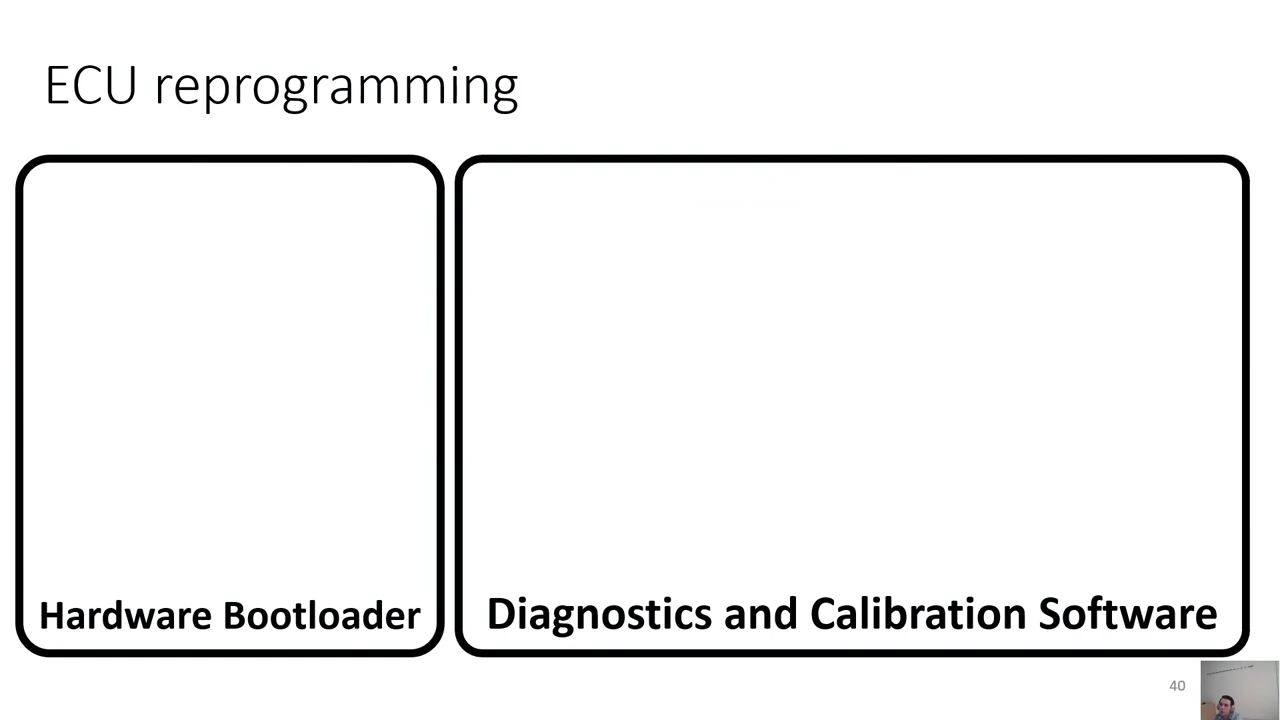 ECU reprogramming
Hardware Bootloader
Diagnostics and Calibration Software
40